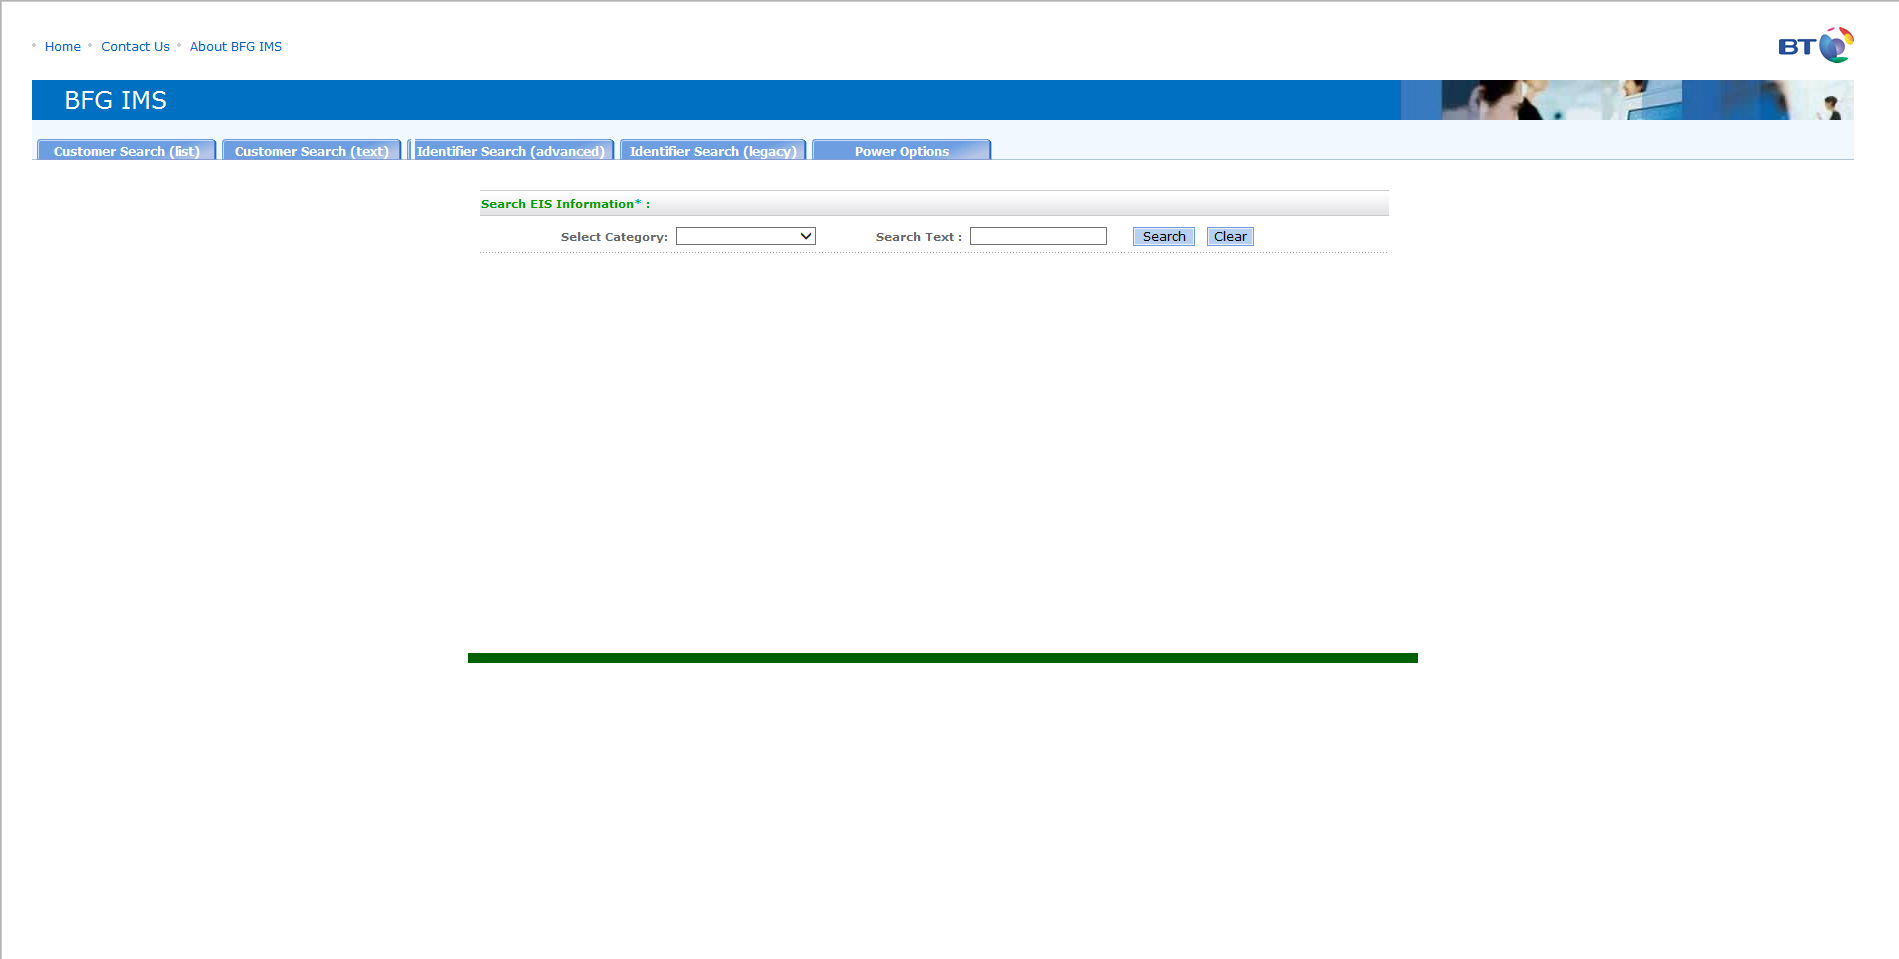 Home Contact Us About BFG IMS
BT
BFG IMS
Customer Search (list) Customer Search (text) Identifier Search (advanced) Identifier Search (legacy) Power Options
Search EIS Information* :
Select Category: Search Text : Search Clear